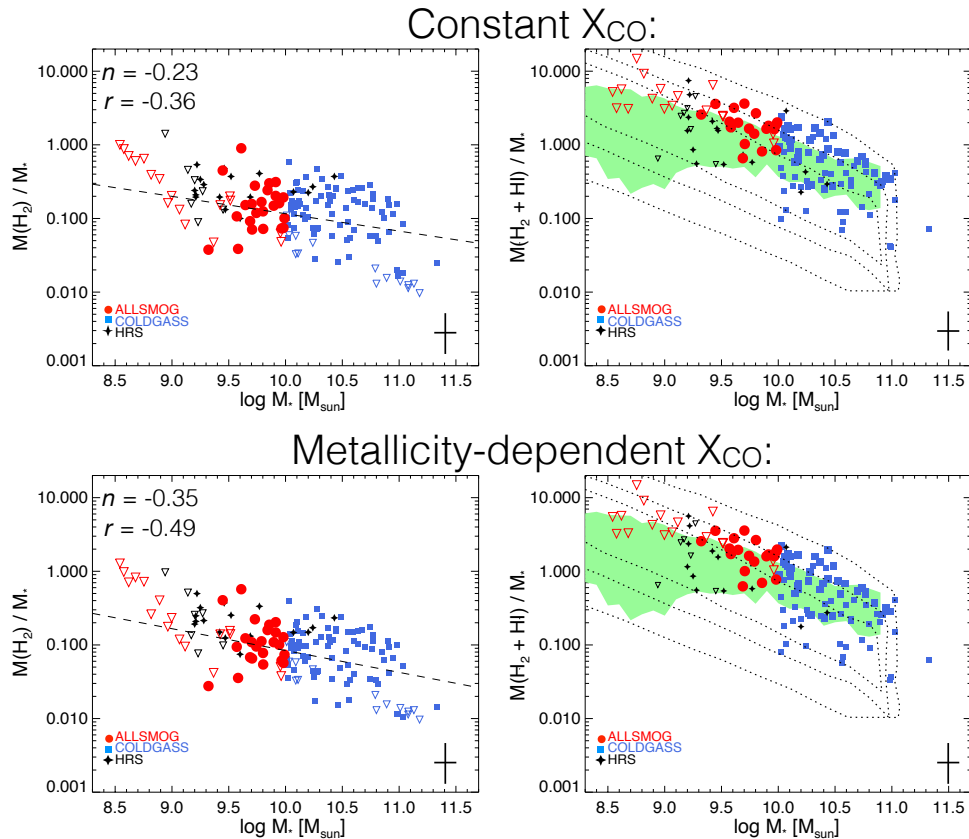 Constant X_CO:
n = -0.23
r = -0.36
M(H₂) / M*
10.000
1.000
0.100
0.010
0.001
ALLSMOG
COLDGASS
HRS
8.5 9.0 9.5 10.0 10.5 11.0 11.5
log M* [M_sun]
M(H₂ + HI) / M*
10.000
1.000
0.100
0.010
0.001
ALLSMOG
COLDGASS
HRS
8.5 9.0 9.5 10.0 10.5 11.0 11.5
log M* [M_sun]
Metallicity-dependent X_CO:
n = -0.35
r = -0.49
M(H₂) / M*
10.000
1.000
0.100
0.010
0.001
ALLSMOG
COLDGASS
HRS
8.5 9.0 9.5 10.0 10.5 11.0 11.5
log M* [M_sun]
M(H₂ + HI) / M*
10.000
1.000
0.100
0.010
0.001
ALLSMOG
COLDGASS
HRS
8.5 9.0 9.5 10.0 10.5 11.0 11.5
log M* [M_sun]